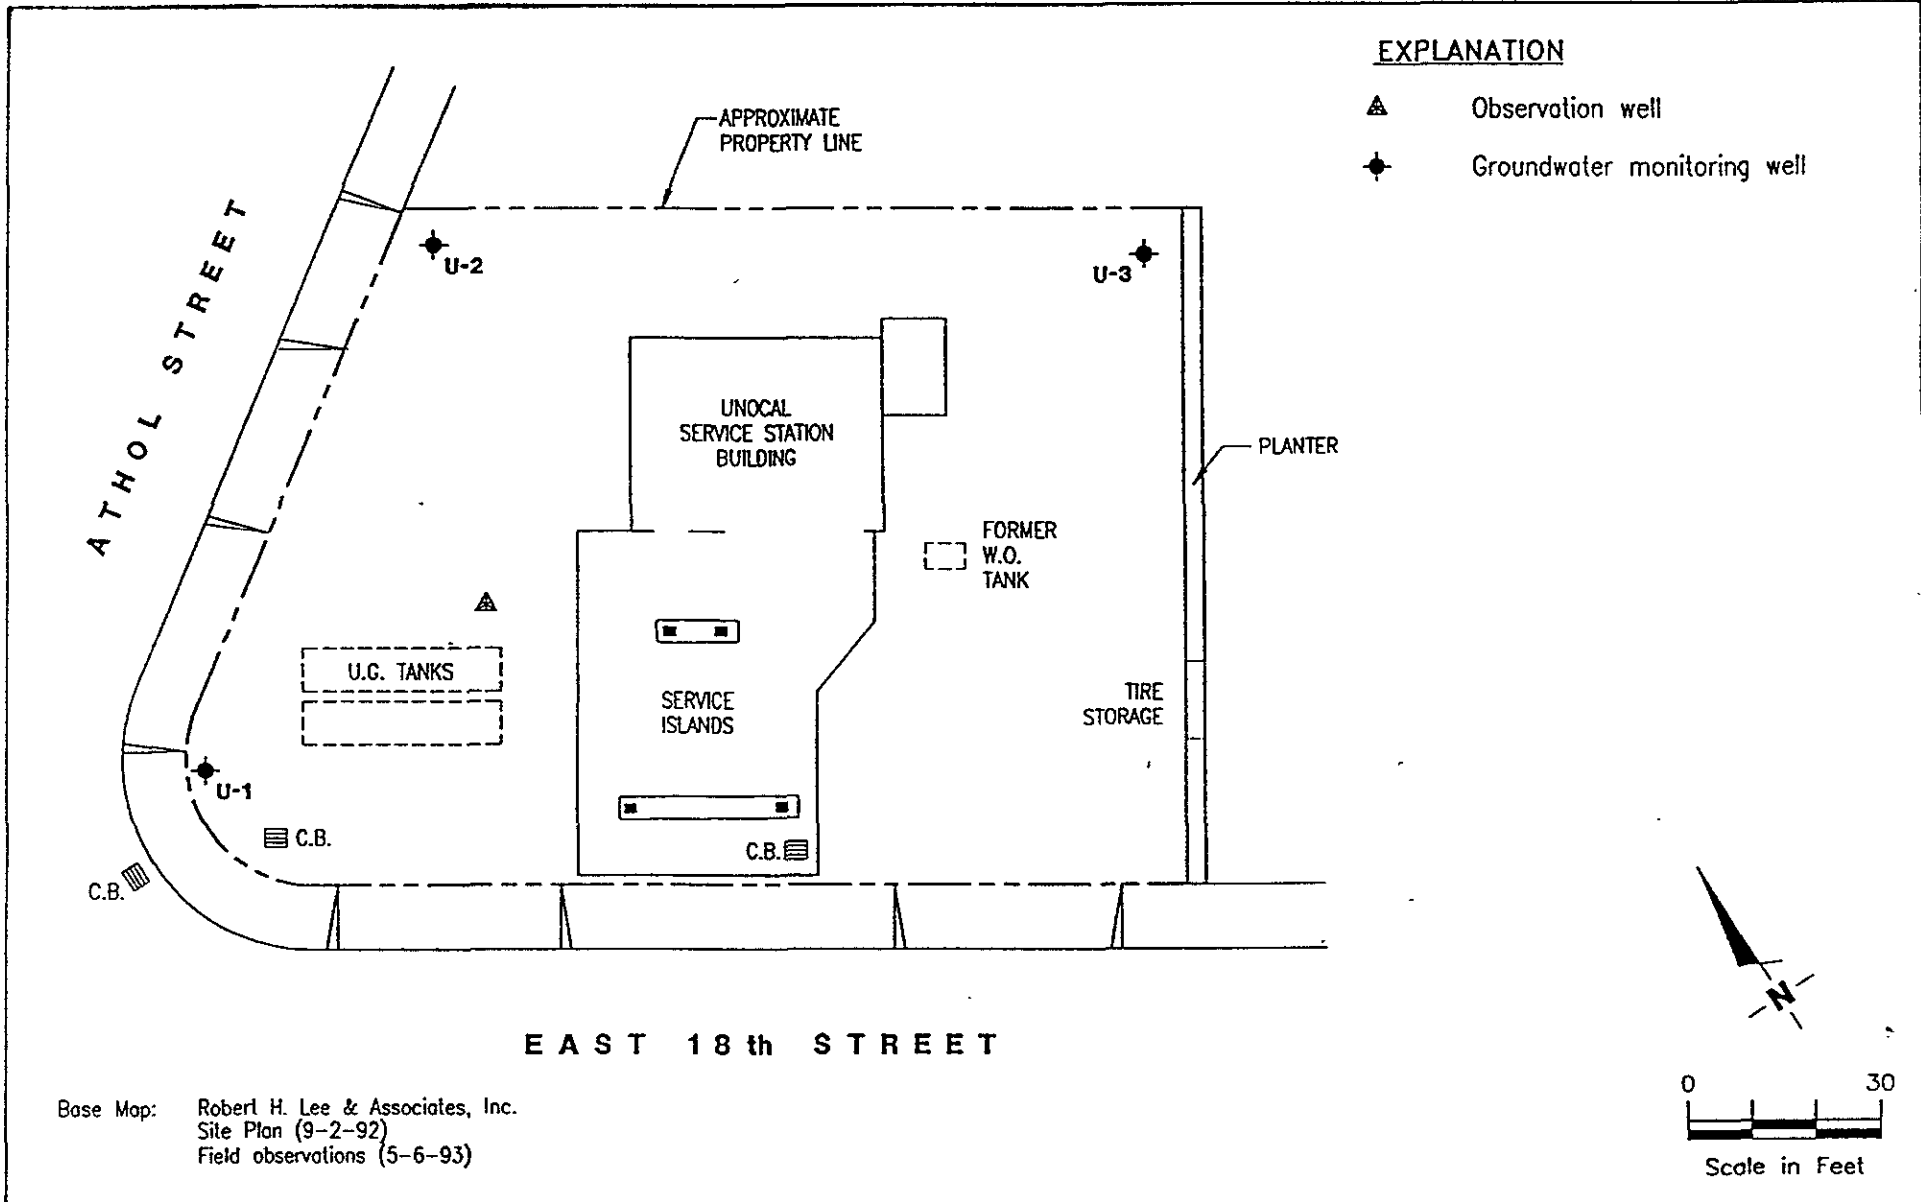 EXPLANATION
Observation well
Groundwater monitoring well
APPROXIMATE
PROPERTY LINE
ATHOL STREET
U-2
U-3
UNOCAL
SERVICE STATION
BUILDING
PLANTER
FORMER
W.O.
TANK
U.G. TANKS
SERVICE
ISLANDS
TIRE
STORAGE
U-1
C.B.
C.B.
C.B.
N
EAST 18th STREET
0 30
Scale in Feet
Base Map: Robert H. Lee & Associates, Inc.
Site Plan (9-2-92)
Field observations (5-6-93)